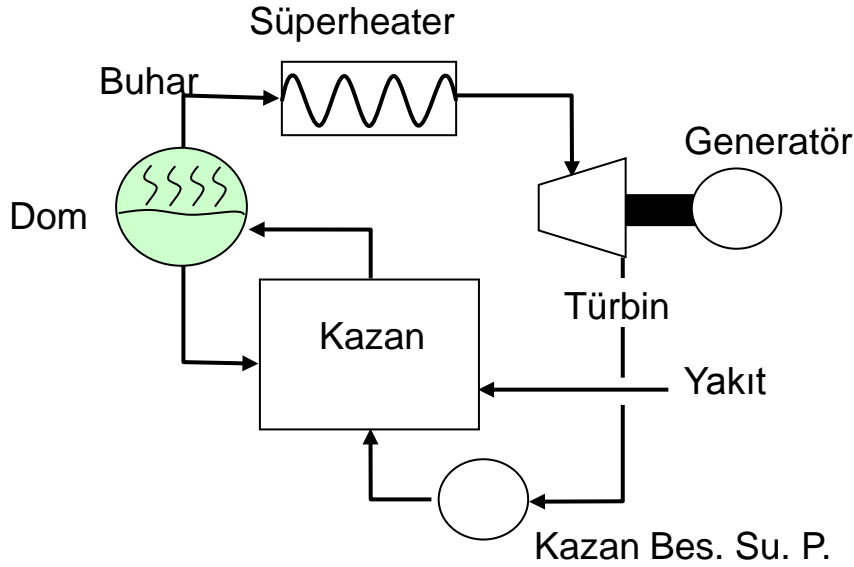 Süperheater
Buhar
Generatör
Dom
Türbin
Kazan
Yakıt
Kazan Bes. Su. P.